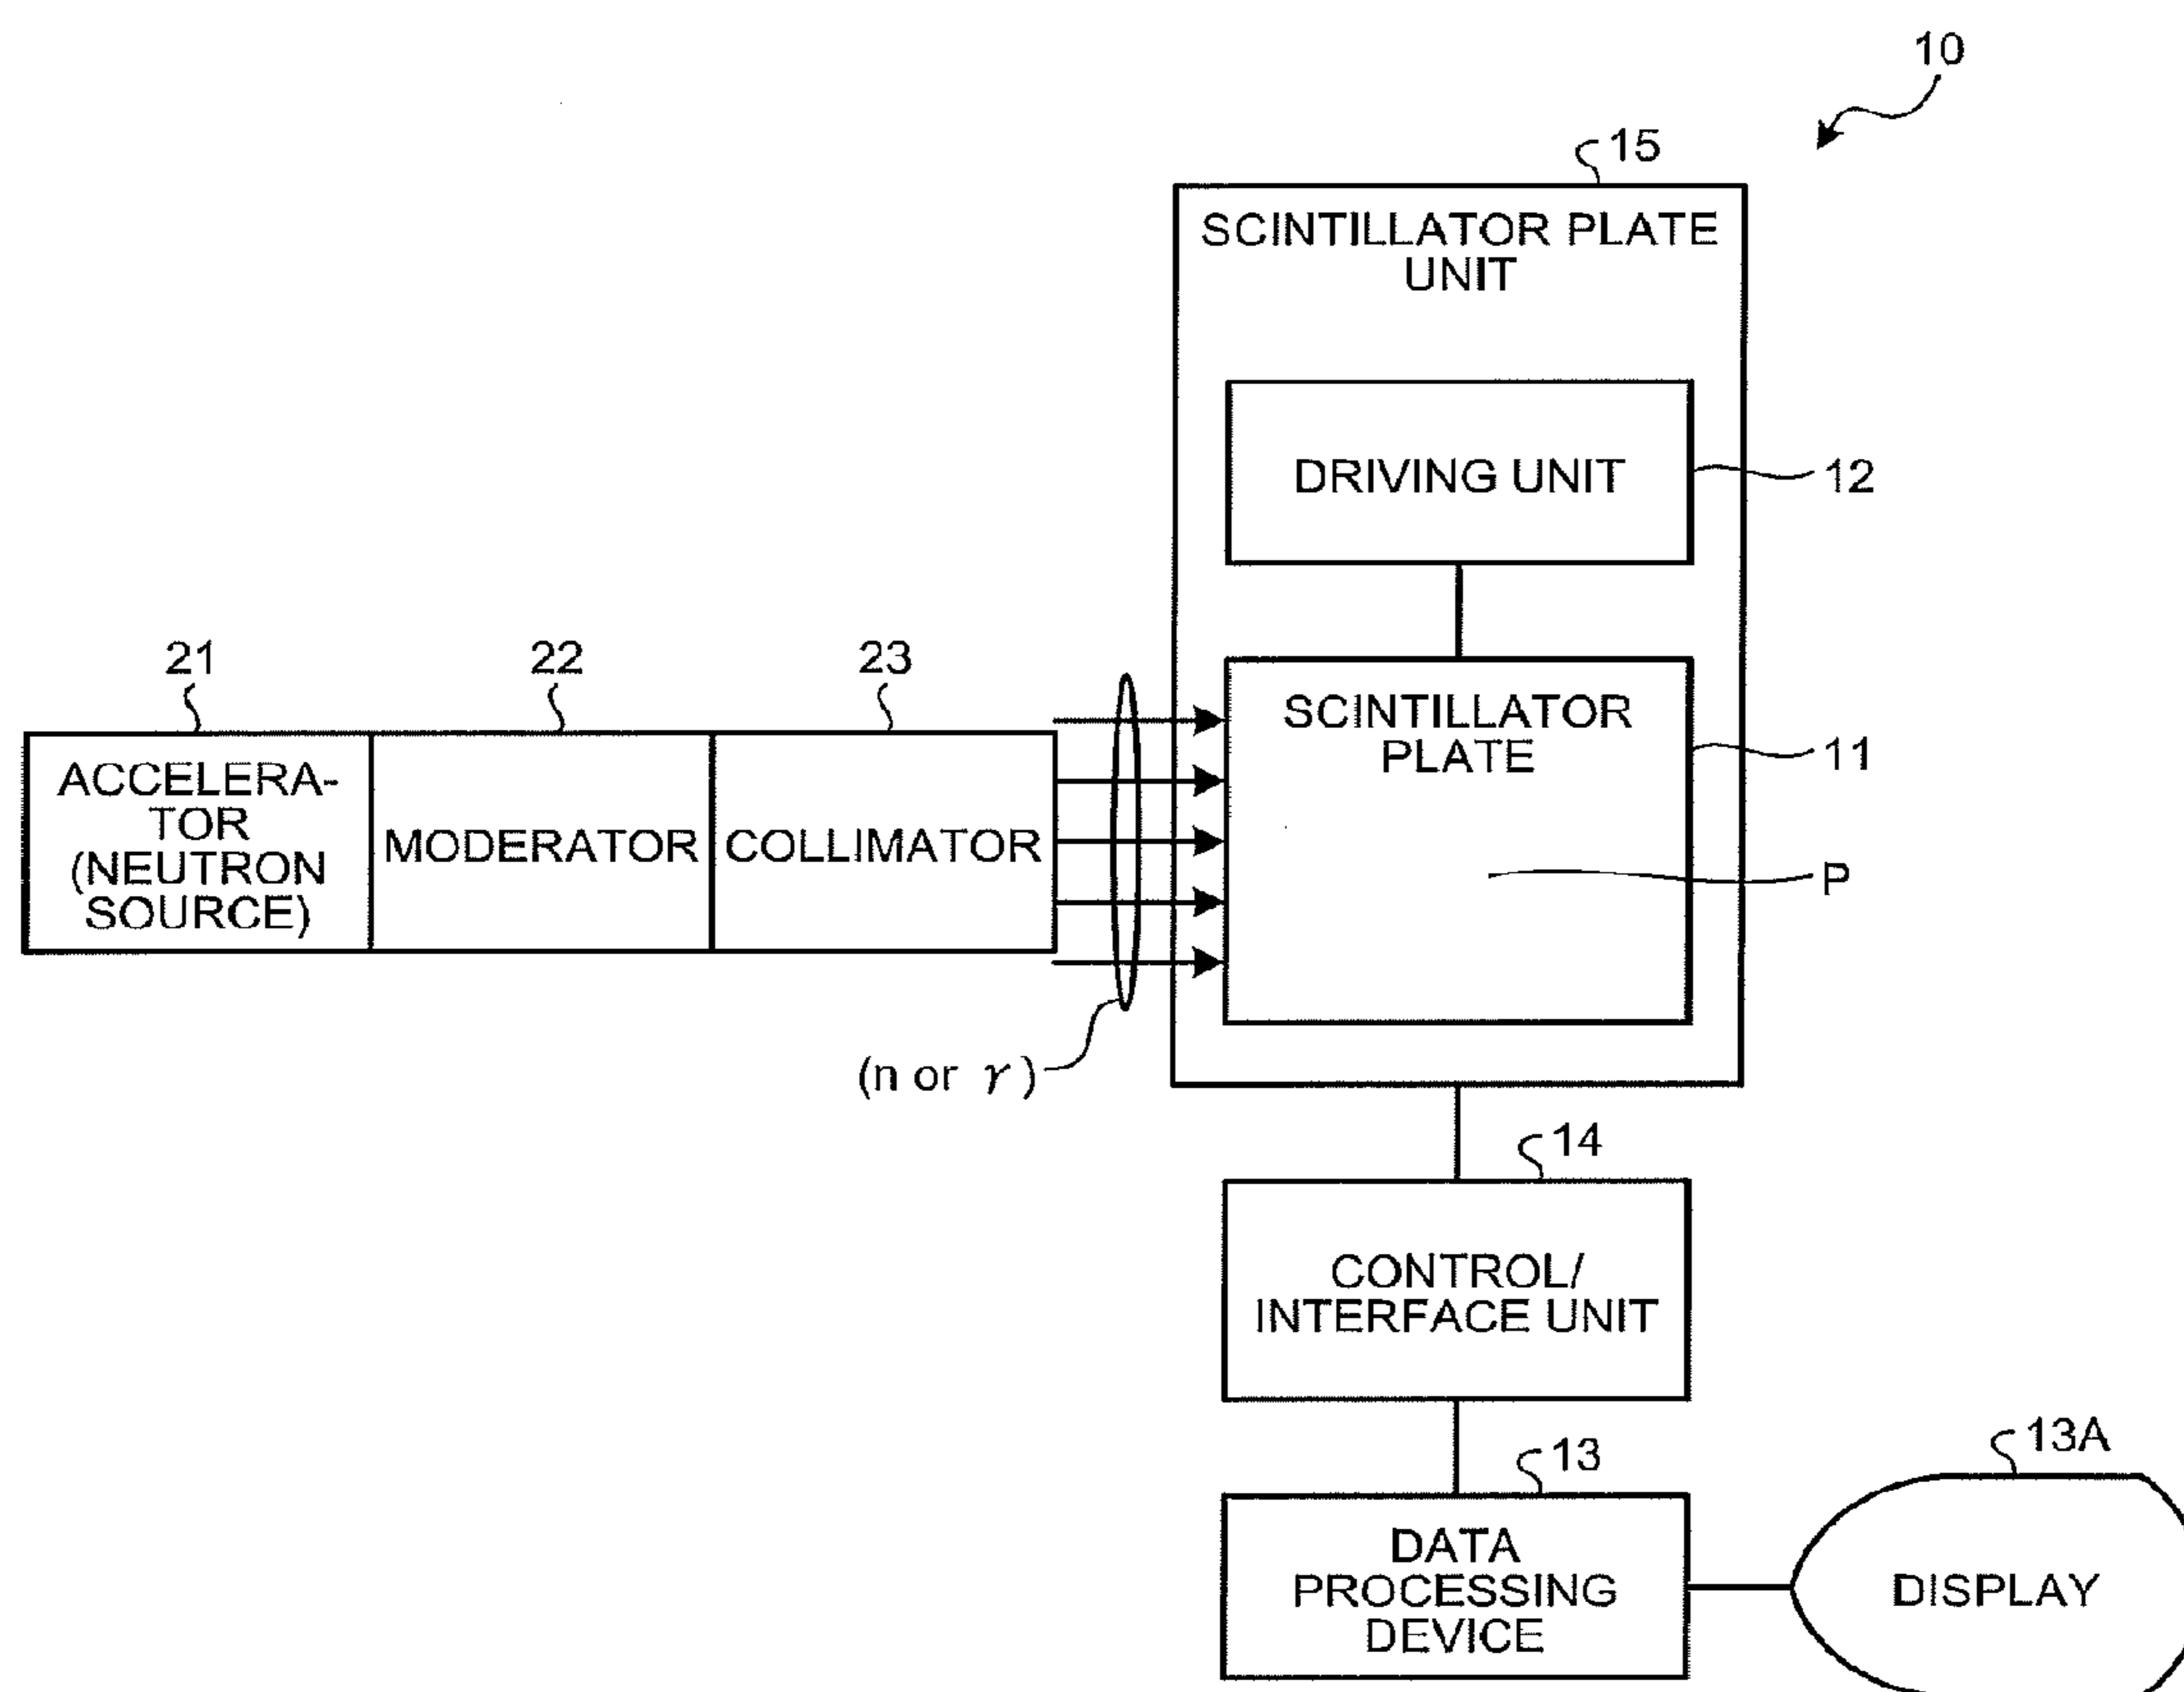 10
15
SCINTILLATOR PLATE
UNIT
DRIVING UNIT
12
21
22
23
SCINTILLATOR
PLATE
11
ACCELERA-
TOR
(NEUTRON
SOURCE)
MODERATOR
COLLIMATOR
P
(n or γ)
14
CONTROL/
INTERFACE UNIT
13
13A
DATA
PROCESSING
DEVICE
DISPLAY